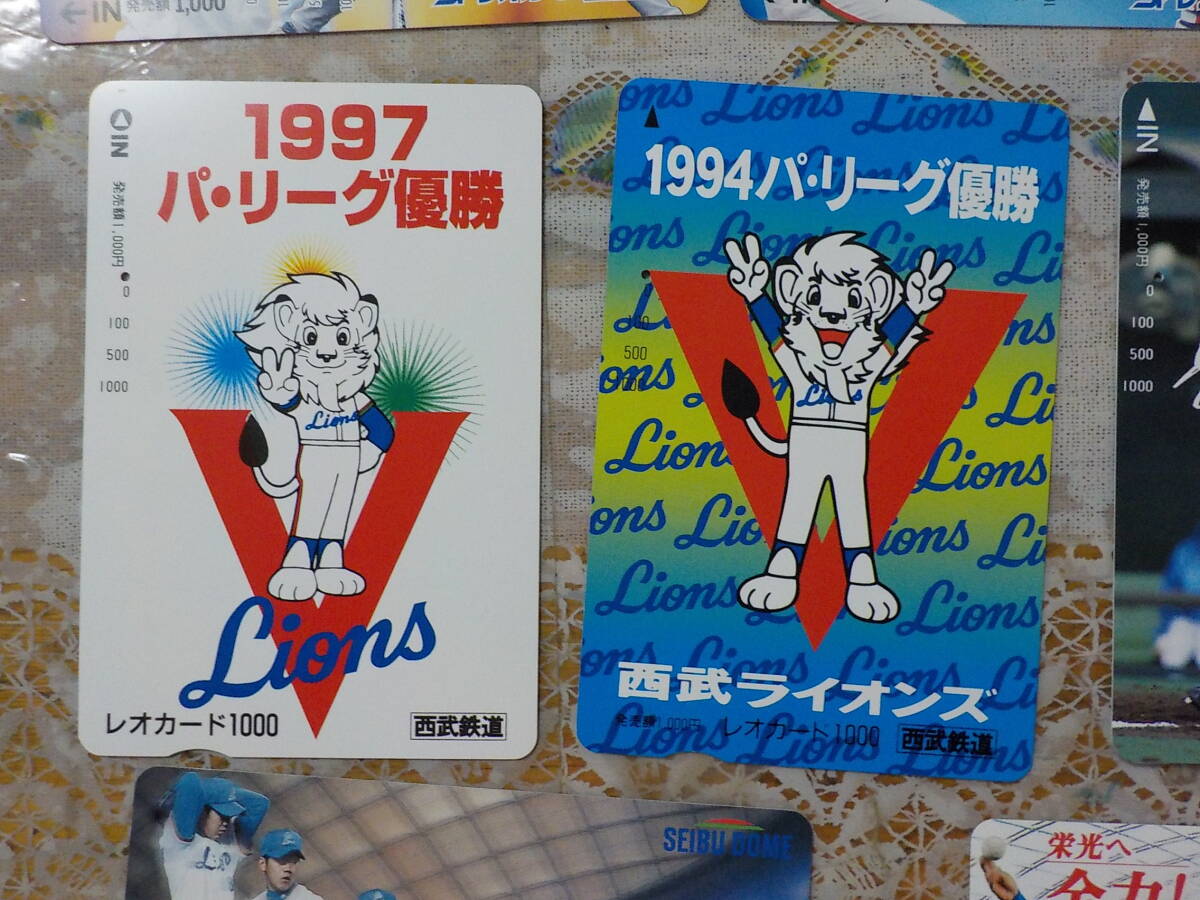 ←IN 発売額1,000
IN
発売額1,000円
0
100
500
1000
1997
パ・リーグ優勝
Lions
Lions
レオカード1000
西武鉄道
1994パ・リーグ優勝
Lions
500
西武ライオンズ
発売額1,000円
レオカード1000
西武鉄道
IN
発売額1,000円
0
100
500
1000
SEIBU DOME
栄光へ
全力!